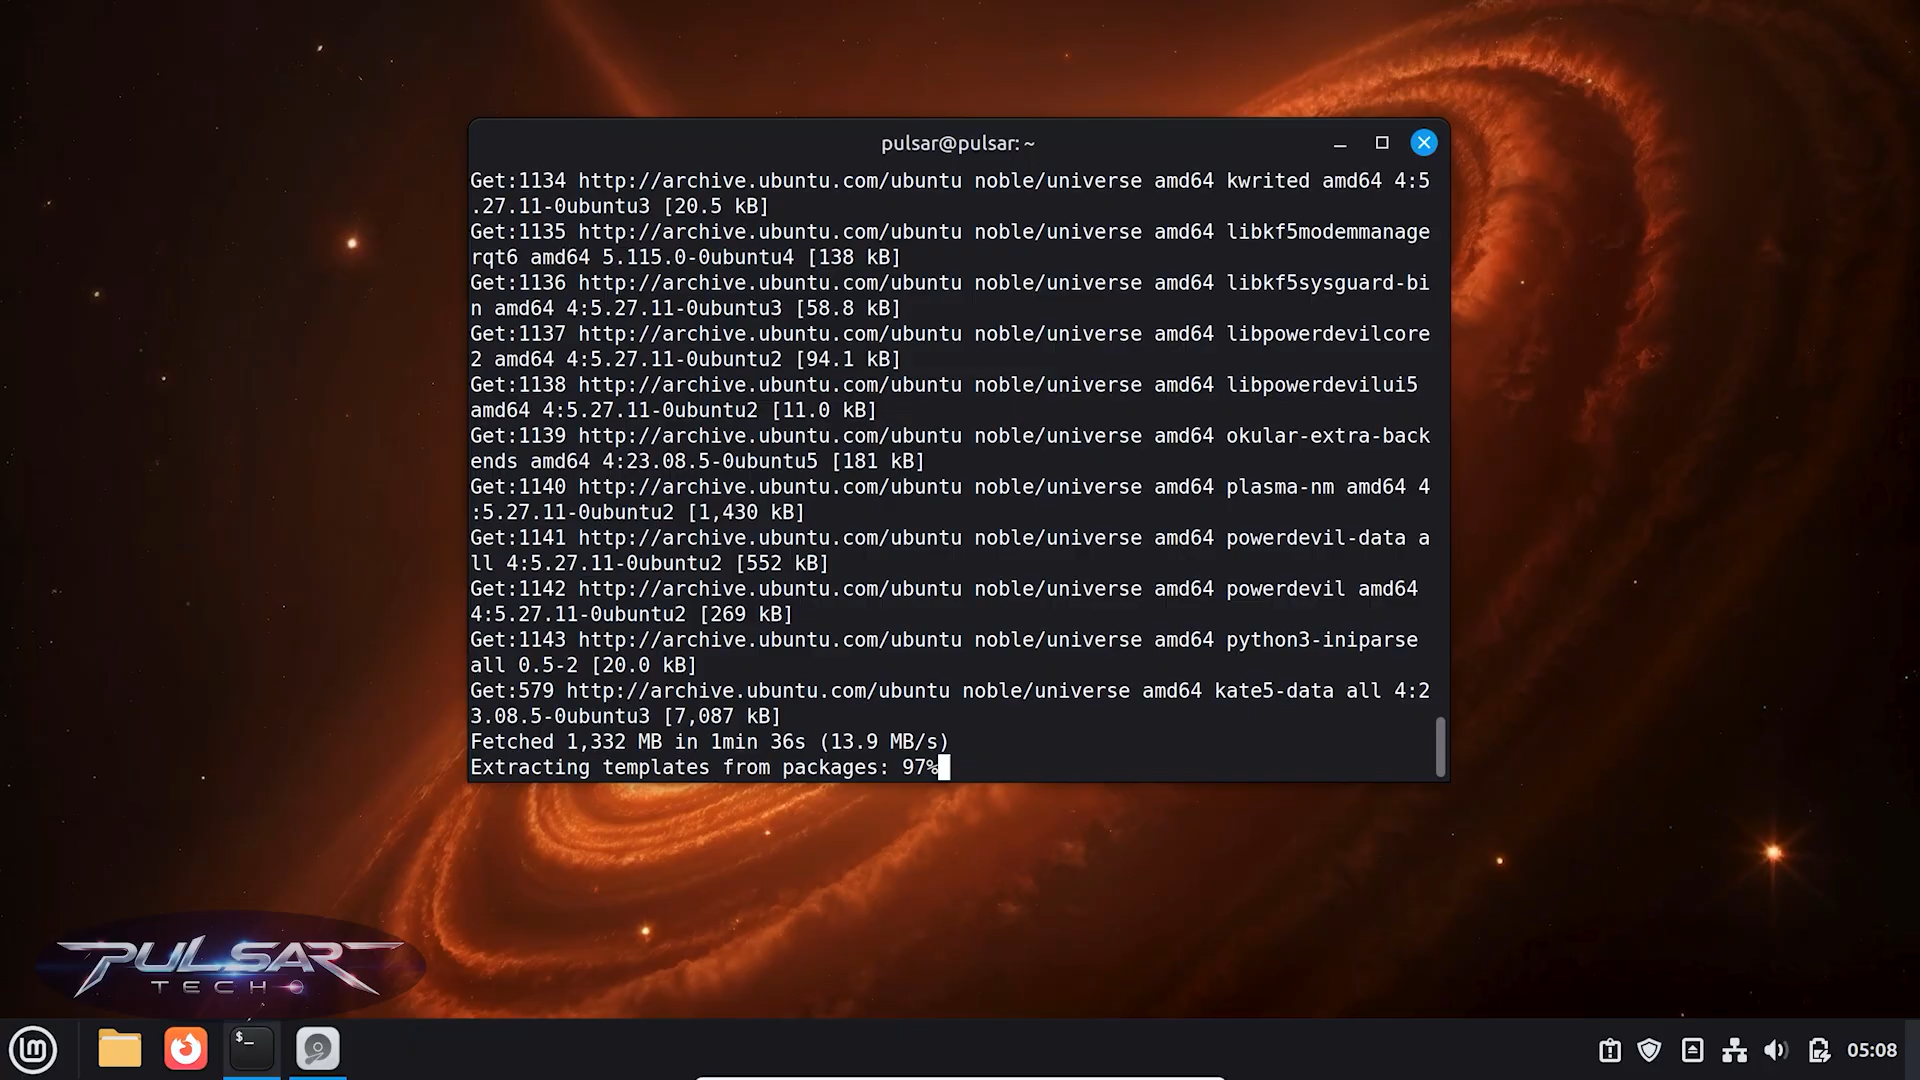 pulsar@pulsar: ~
Get:1134 http://archive.ubuntu.com/ubuntu noble/universe amd64 kwrited amd64 4:5
.27.11-0ubuntu3 [20.5 kB]
Get:1135 http://archive.ubuntu.com/ubuntu noble/universe amd64 libkf5modemmanage
rqt6 amd64 5.115.0-0ubuntu4 [138 kB]
Get:1136 http://archive.ubuntu.com/ubuntu noble/universe amd64 libkf5sysguard-bi
n amd64 4:5.27.11-0ubuntu3 [58.8 kB]
Get:1137 http://archive.ubuntu.com/ubuntu noble/universe amd64 libpowerdevilcore
2 amd64 4:5.27.11-0ubuntu2 [94.1 kB]
Get:1138 http://archive.ubuntu.com/ubuntu noble/universe amd64 libpowerdevilui5
amd64 4:5.27.11-0ubuntu2 [11.0 kB]
Get:1139 http://archive.ubuntu.com/ubuntu noble/universe amd64 okular-extra-back
ends amd64 4:23.08.5-0ubuntu5 [181 kB]
Get:1140 http://archive.ubuntu.com/ubuntu noble/universe amd64 plasma-nm amd64 4
:5.27.11-0ubuntu2 [1,430 kB]
Get:1141 http://archive.ubuntu.com/ubuntu noble/universe amd64 powerdevil-data a
ll 4:5.27.11-0ubuntu2 [552 kB]
Get:1142 http://archive.ubuntu.com/ubuntu noble/universe amd64 powerdevil amd64
4:5.27.11-0ubuntu2 [269 kB]
Get:1143 http://archive.ubuntu.com/ubuntu noble/universe amd64 python3-iniparse
all 0.5-2 [20.0 kB]
Get:579 http://archive.ubuntu.com/ubuntu noble/universe amd64 kate5-data all 4:2
3.08.5-0ubuntu3 [7,087 kB]
Fetched 1,332 MB in 1min 36s (13.9 MB/s)
Extracting templates from packages: 97%
PULSAR
TECH
$_
05:08